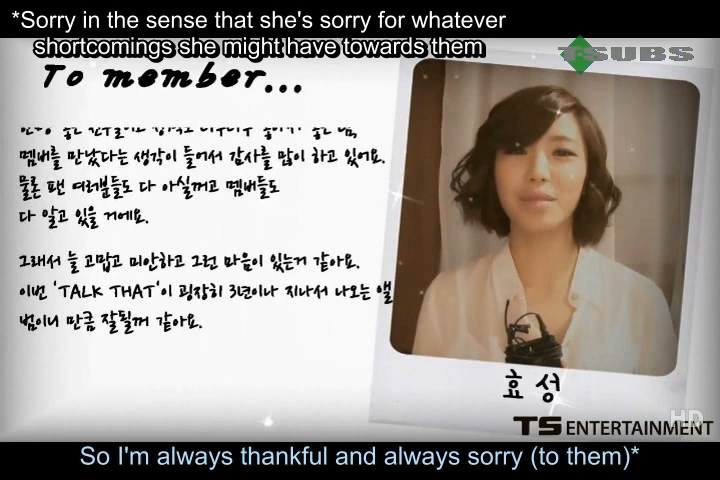 *Sorry in the sense that she's sorry for whatever
shortcomings she might have towards them
TSUBS
To member...
멤버를 만났다는 생각이 들어서 감사를 많이 하고 있어요.
물론 팬 여러분들도 다 아실꺼고 멤버들도
다 알고 있을 거에요.
그래서 늘 고맙고 미안하고 그런 마음이 있는거 같아요.
이번 'TALK THAT'이 굉장히 3년이나 지나서 나오는 앨
범이니 만큼 잘될꺼 같아요.
효성
HD
TS ENTERTAINMENT
So I'm always thankful and always sorry (to them)*